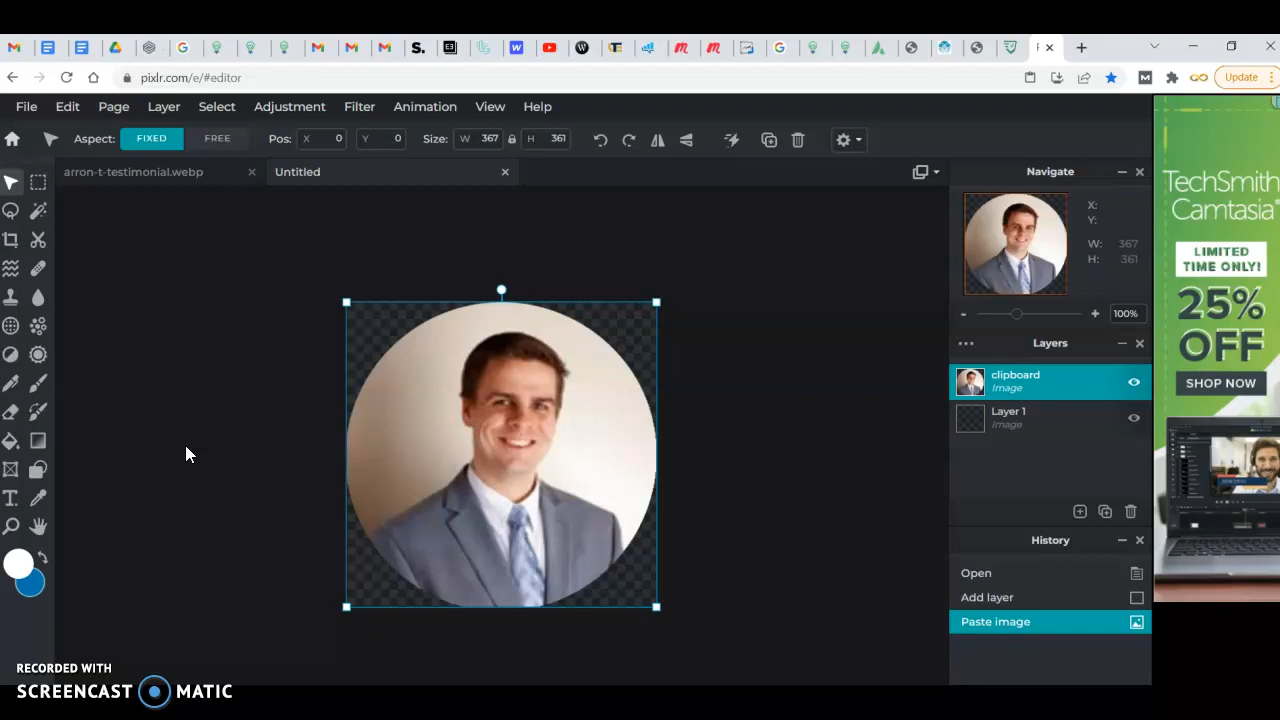 pixlr.com/e/#editor
Update
File Edit Page Layer Select Adjustment Filter Animation View Help
Aspect: FIXED FREE Pos: X 0 Y 0 Size: W 367 H 361
arron-t-testimonial.webp
Untitled
Navigate
X:
Y:
W: 367
H: 361
- + 100%
Layers
clipboard
Image
Layer 1
Image
History
Open
Add layer
Paste image
TechSmith
Camtasia®
LIMITED
TIME ONLY!
25%
OFF
SHOP NOW
RECORDED WITH
SCREENCAST MATIC